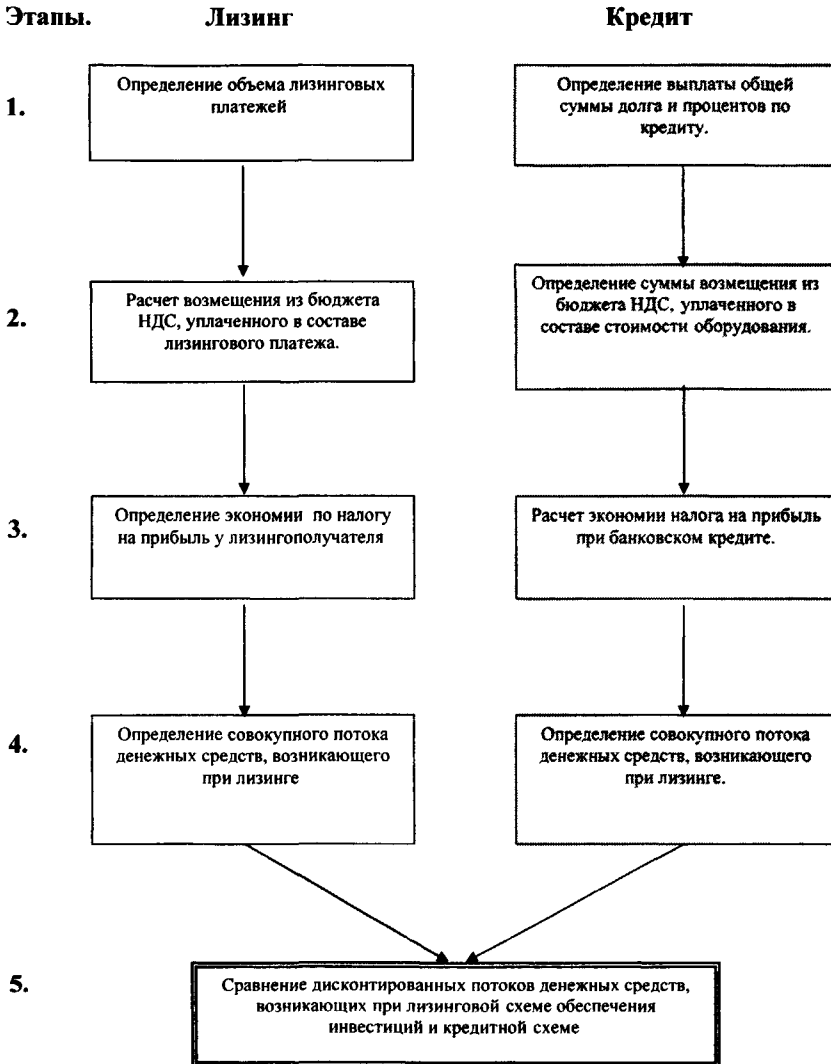 Этапы. Лизинг Кредит
1.
Определение объема лизинговых
платежей
Определение выплаты общей
суммы долга и процентов по
кредиту.
2.
Расчет возмещения из бюджета
НДС, уплаченного в составе
лизингового платежа.
Определение суммы возмещения из
бюджета НДС, уплаченного в
составе стоимости оборудования.
3.
Определение экономии по налогу
на прибыль у лизингополучателя
Расчет экономии налога на прибыль
при банковском кредите.
4.
Определение совокупного потока
денежных средств, возникающего
при лизинге
Определение совокупного потока
денежных средств, возникающего
при лизинге.
5.
Сравнение дисконтированных потоков денежных средств,
возникающих при лизинговой схеме обеспечения
инвестиций и кредитной схеме